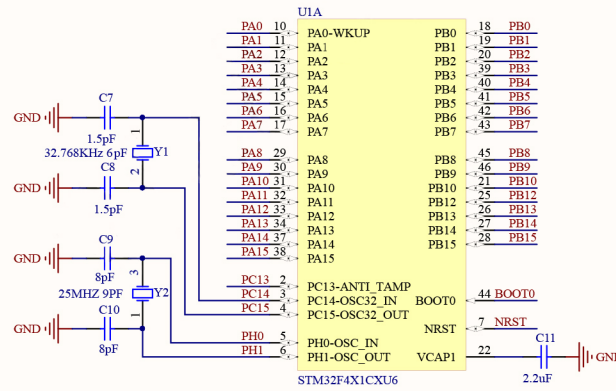 U1A
PA0 10 PA0-WKUP PB0 18 PB0
PA1 11 PA1 PB1 19 PB1
PA2 12 PA2 PB2 20 PB2
PA3 13 PA3 PB3 39 PB3
PA4 14 PA4 PB4 40 PB4
PA5 15 PA5 PB5 41 PB5
PA6 16 PA6 PB6 42 PB6
PA7 17 PA7 PB7 43 PB7
PA8 29 PA8 PB8 45 PB8
PA9 30 PA9 PB9 46 PB9
PA10 31 PA10 PB10 21 PB10
PA11 32 PA11 PB12 25 PB12
PA12 33 PA12 PB13 26 PB13
PA13 34 PA13 PB14 27 PB14
PA14 37 PA14 PB15 28 PB15
PA15 38 PA15
PC13 2 PC13-ANTI_TAMP
PC14 3 PC14-OSC32_IN BOOT0 44 BOOT0
PC15 4 PC15-OSC32_OUT
NRST 7 NRST
PH0 5 PH0-OSC_IN
PH1 6 PH1-OSC_OUT VCAP1 22
STM32F4X1CXU6
C7
GND
1.5pF
1
32.768KHz 6pF Y1
C8 2
GND
1.5pF
C9
GND
8pF 3
25MHZ 9PF Y2
C10 1
GND
8pF
C11
GND
2.2uF